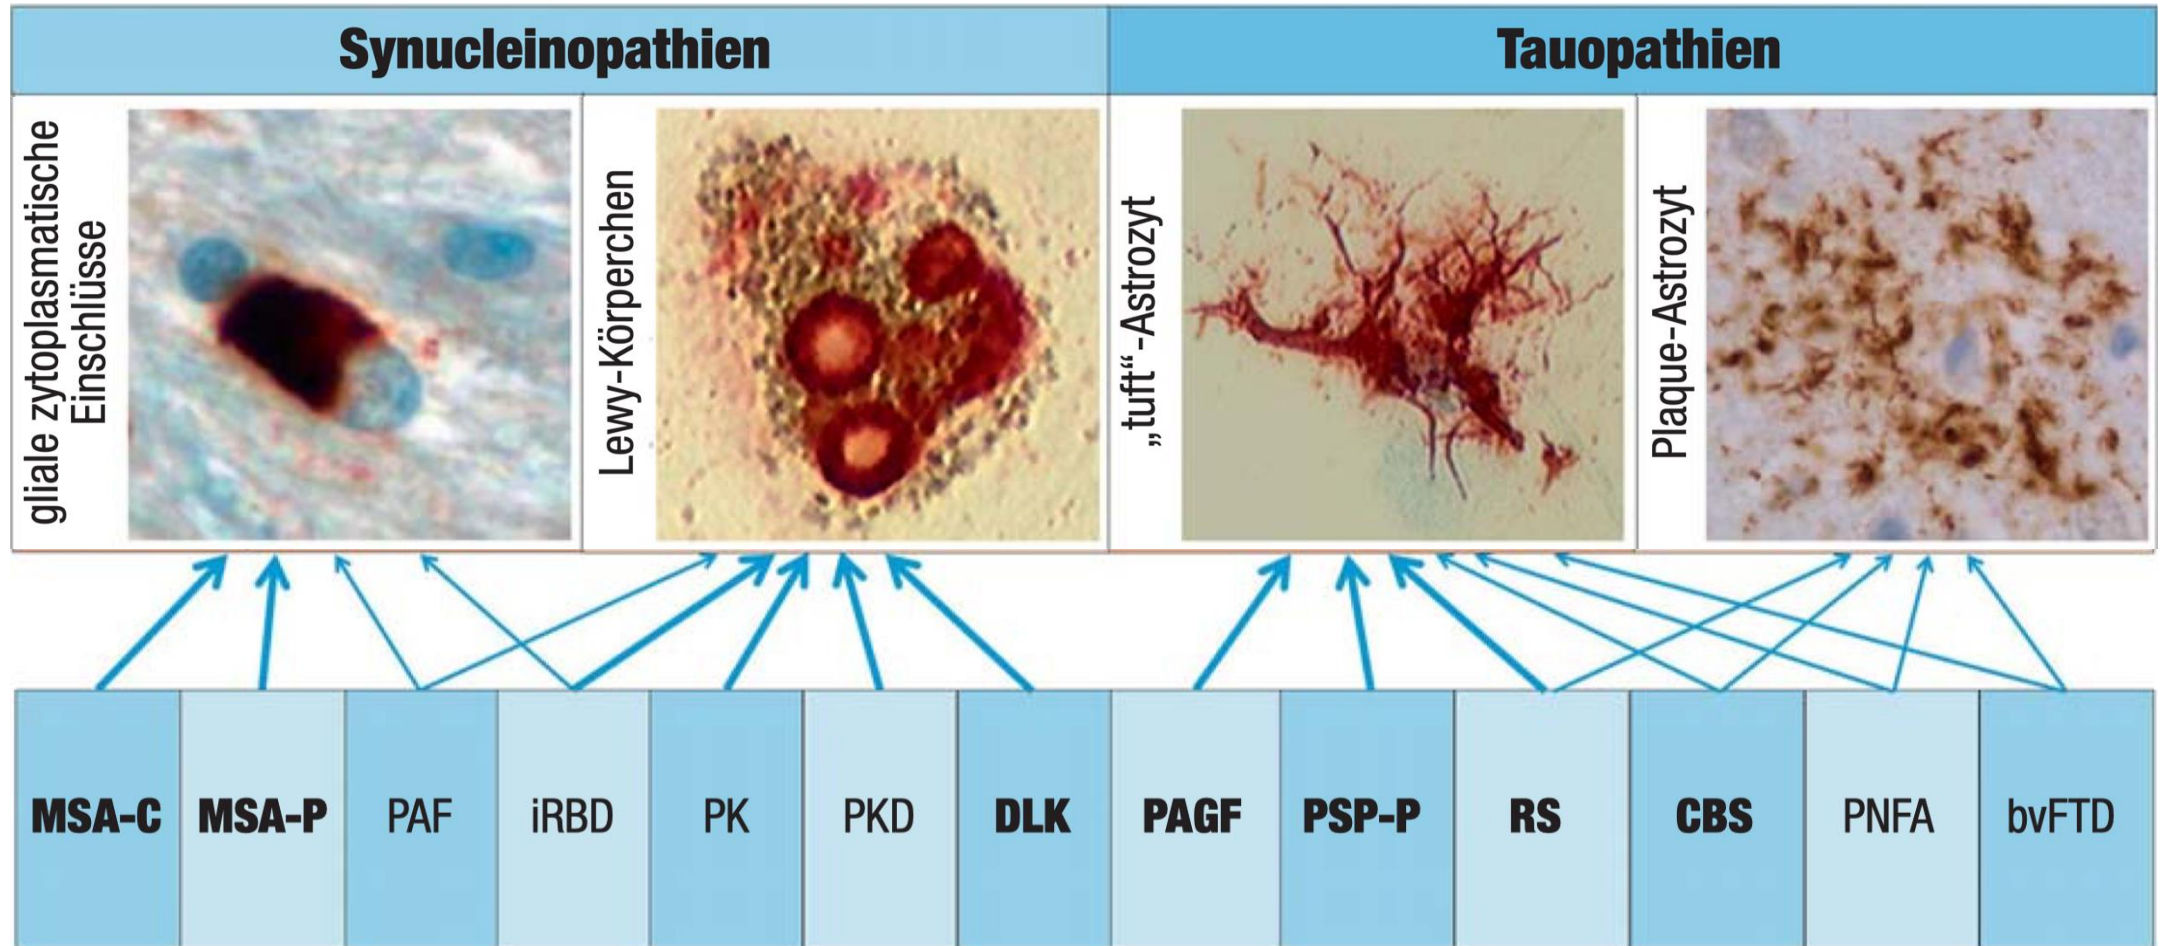 Synucleinopathien
Tauopathien
gliale zytoplasmatische
Einschlüsse
Lewy-Körperchen
„tuft“-Astrozyt
Plaque-Astrozyt
MSA-C
MSA-P
PAF
iRBD
PK
PKD
DLK
PAGF
PSP-P
RS
CBS
PNFA
bvFTD